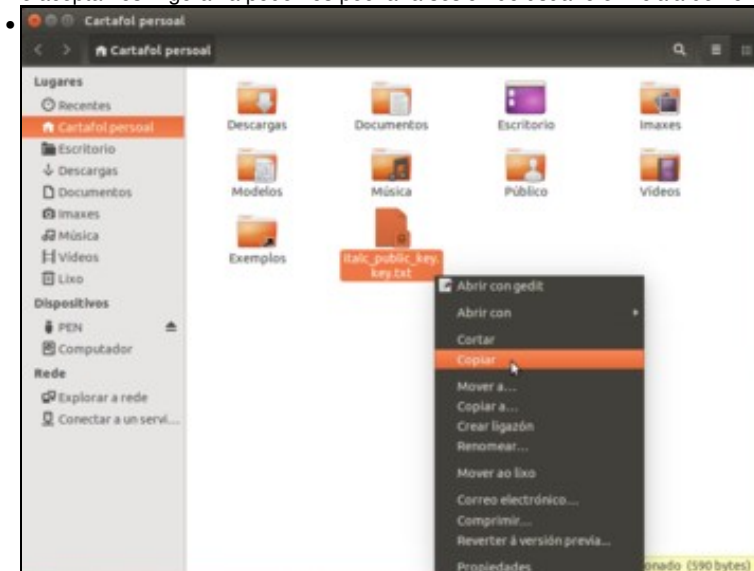 Cartafol persoal
Cartafol persoal
Lugares
Recentes
Cartafol persoal
Escritorio
Descargas
Documentos
Imaxes
Música
Vídeos
Lixo
Dispositivos
PEN
Computador
Rede
Explorar a rede
Conectar a un servi...
Descargas
Documentos
Escritorio
Imaxes
Modelos
Música
Público
Vídeos
Exemplos
italc_public_key.
key.txt
Abrir con gedit
Abrir con
Cortar
Copiar
Mover a...
Copiar a...
Crear ligazón
Renomear...
Mover ao lixo
Correo electrónico...
Comprimir...
Reverter á versión previa...
Propiedades
onado (590 bytes)